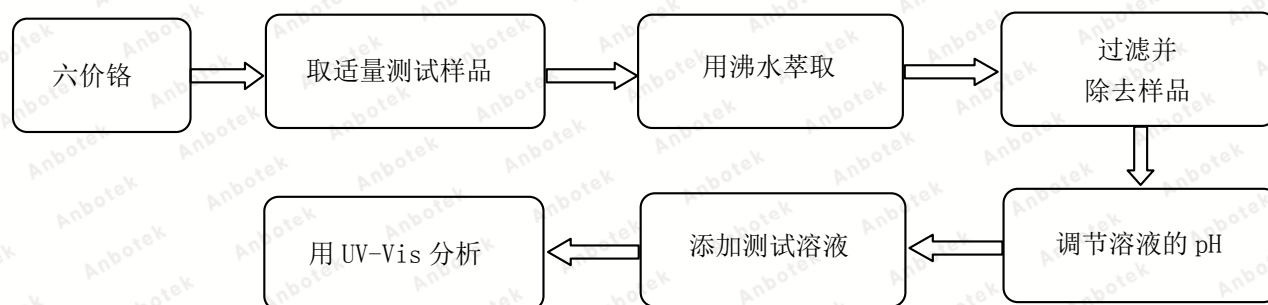 六价铬
取适量测试样品
用沸水萃取
过滤并
除去样品
调节溶液的 pH
添加测试溶液
用 UV-Vis 分析
Anbotek